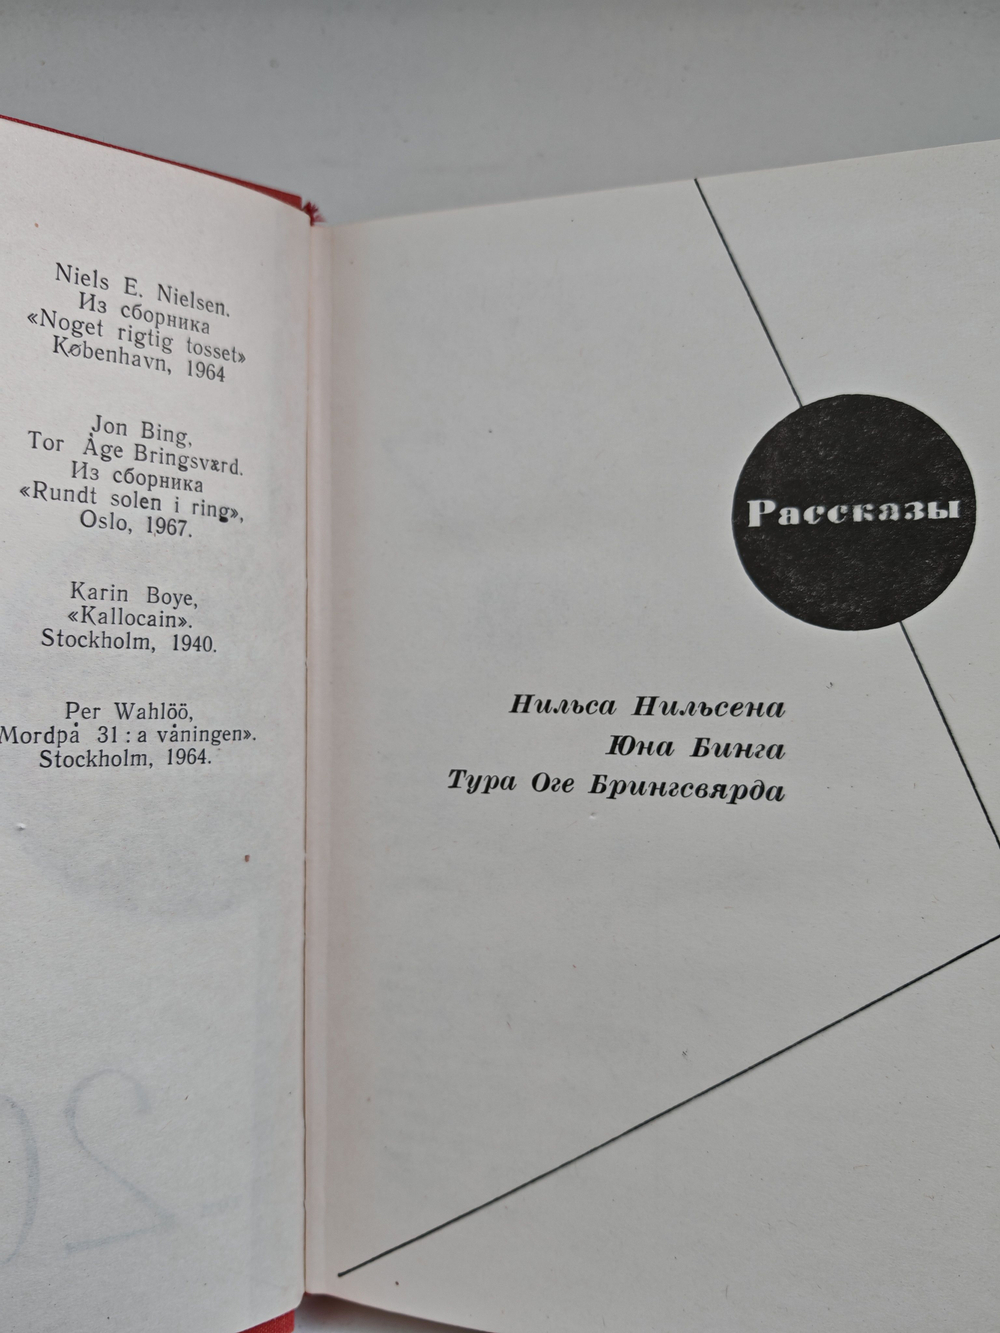 Niels E. Nielsen.
Из сборника
«Noget rigtig tosset»
København, 1964
Jon Bing,
Tor Åge Bringsværd.
Из сборника
«Rundt solen i ring»,
Oslo, 1967.
Karin Boye,
«Kallocain».
Stockholm, 1940.
Per Wahlöö,
Mordpå 31 : a våningen».
Stockholm, 1964.
Рассказы
Нильса Нильсена
Юна Бинга
Тура Оге Брингсвярда